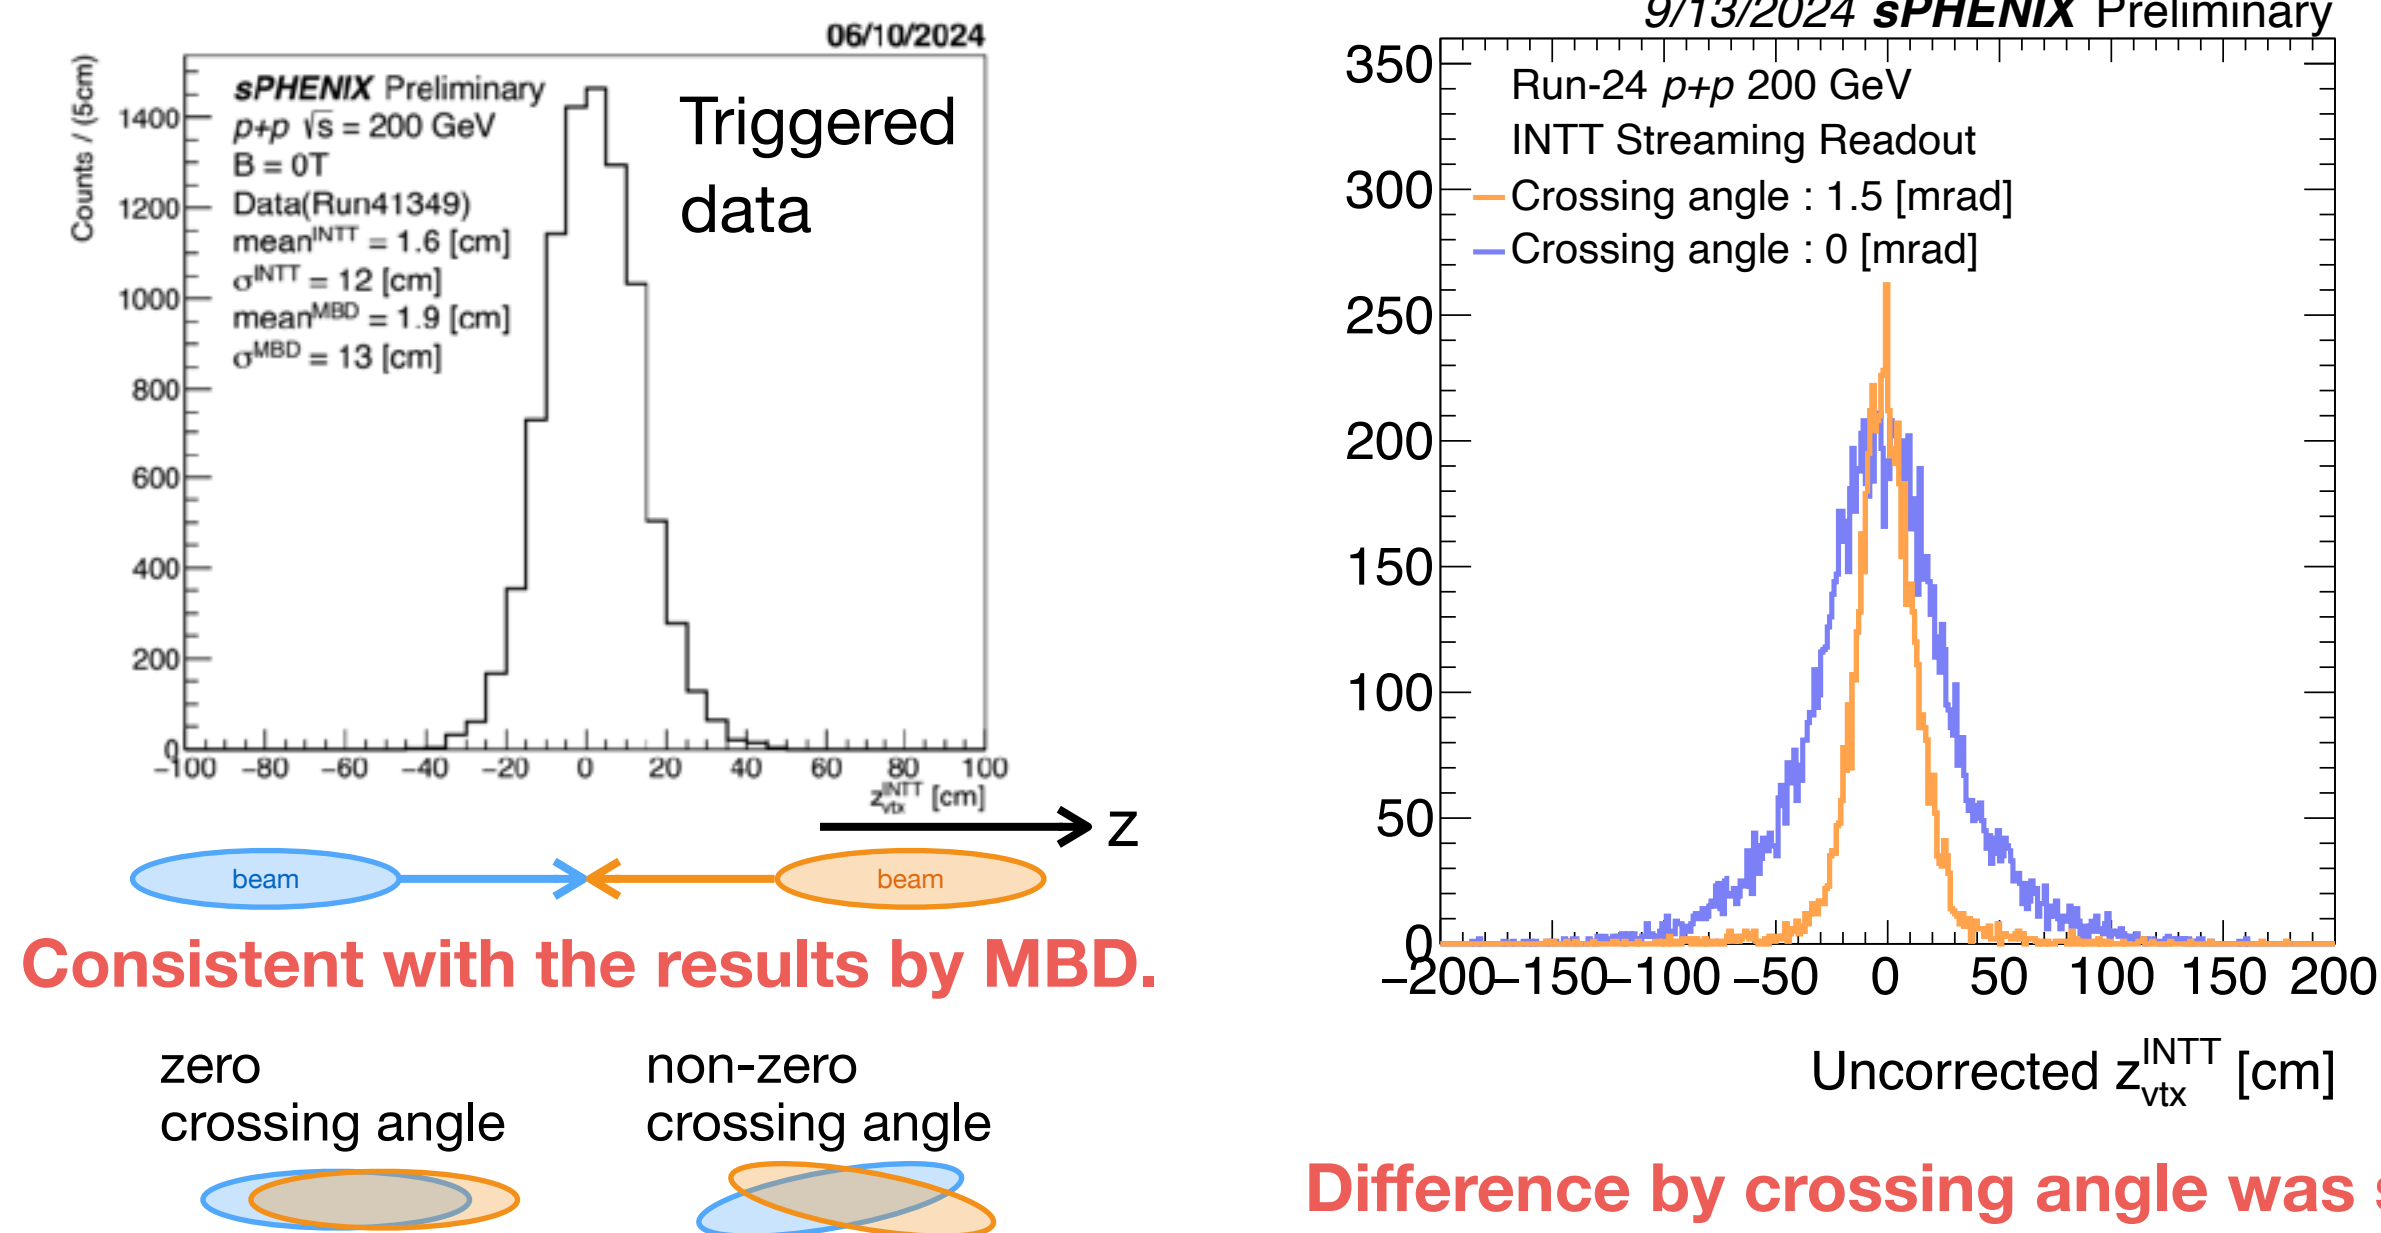 06/10/2024
sPHENIX Preliminary
p+p √s = 200 GeV
B = 0T
Data(Run41349)
mean^INTT = 1.6 [cm]
σ^INTT = 12 [cm]
mean^MBD = 1.9 [cm]
σ^MBD = 13 [cm]
Triggered
data
Counts / (5cm)
1400
1200
1000
800
600
400
200
0
−100 −80 −60 −40 −20 0 20 40 60 80 100
z_vtx^INTT [cm]
z
beam
beam
Consistent with the results by MBD.
zero
crossing angle
non-zero
crossing angle
9/13/2024 sPHENIX Preliminary
Run-24 p+p 200 GeV
INTT Streaming Readout
Crossing angle : 1.5 [mrad]
Crossing angle : 0 [mrad]
350
300
250
200
150
100
50
0
−200 −150 −100 −50 0 50 100 150 200
Uncorrected z_vtx^INTT [cm]
Difference by crossing angle was